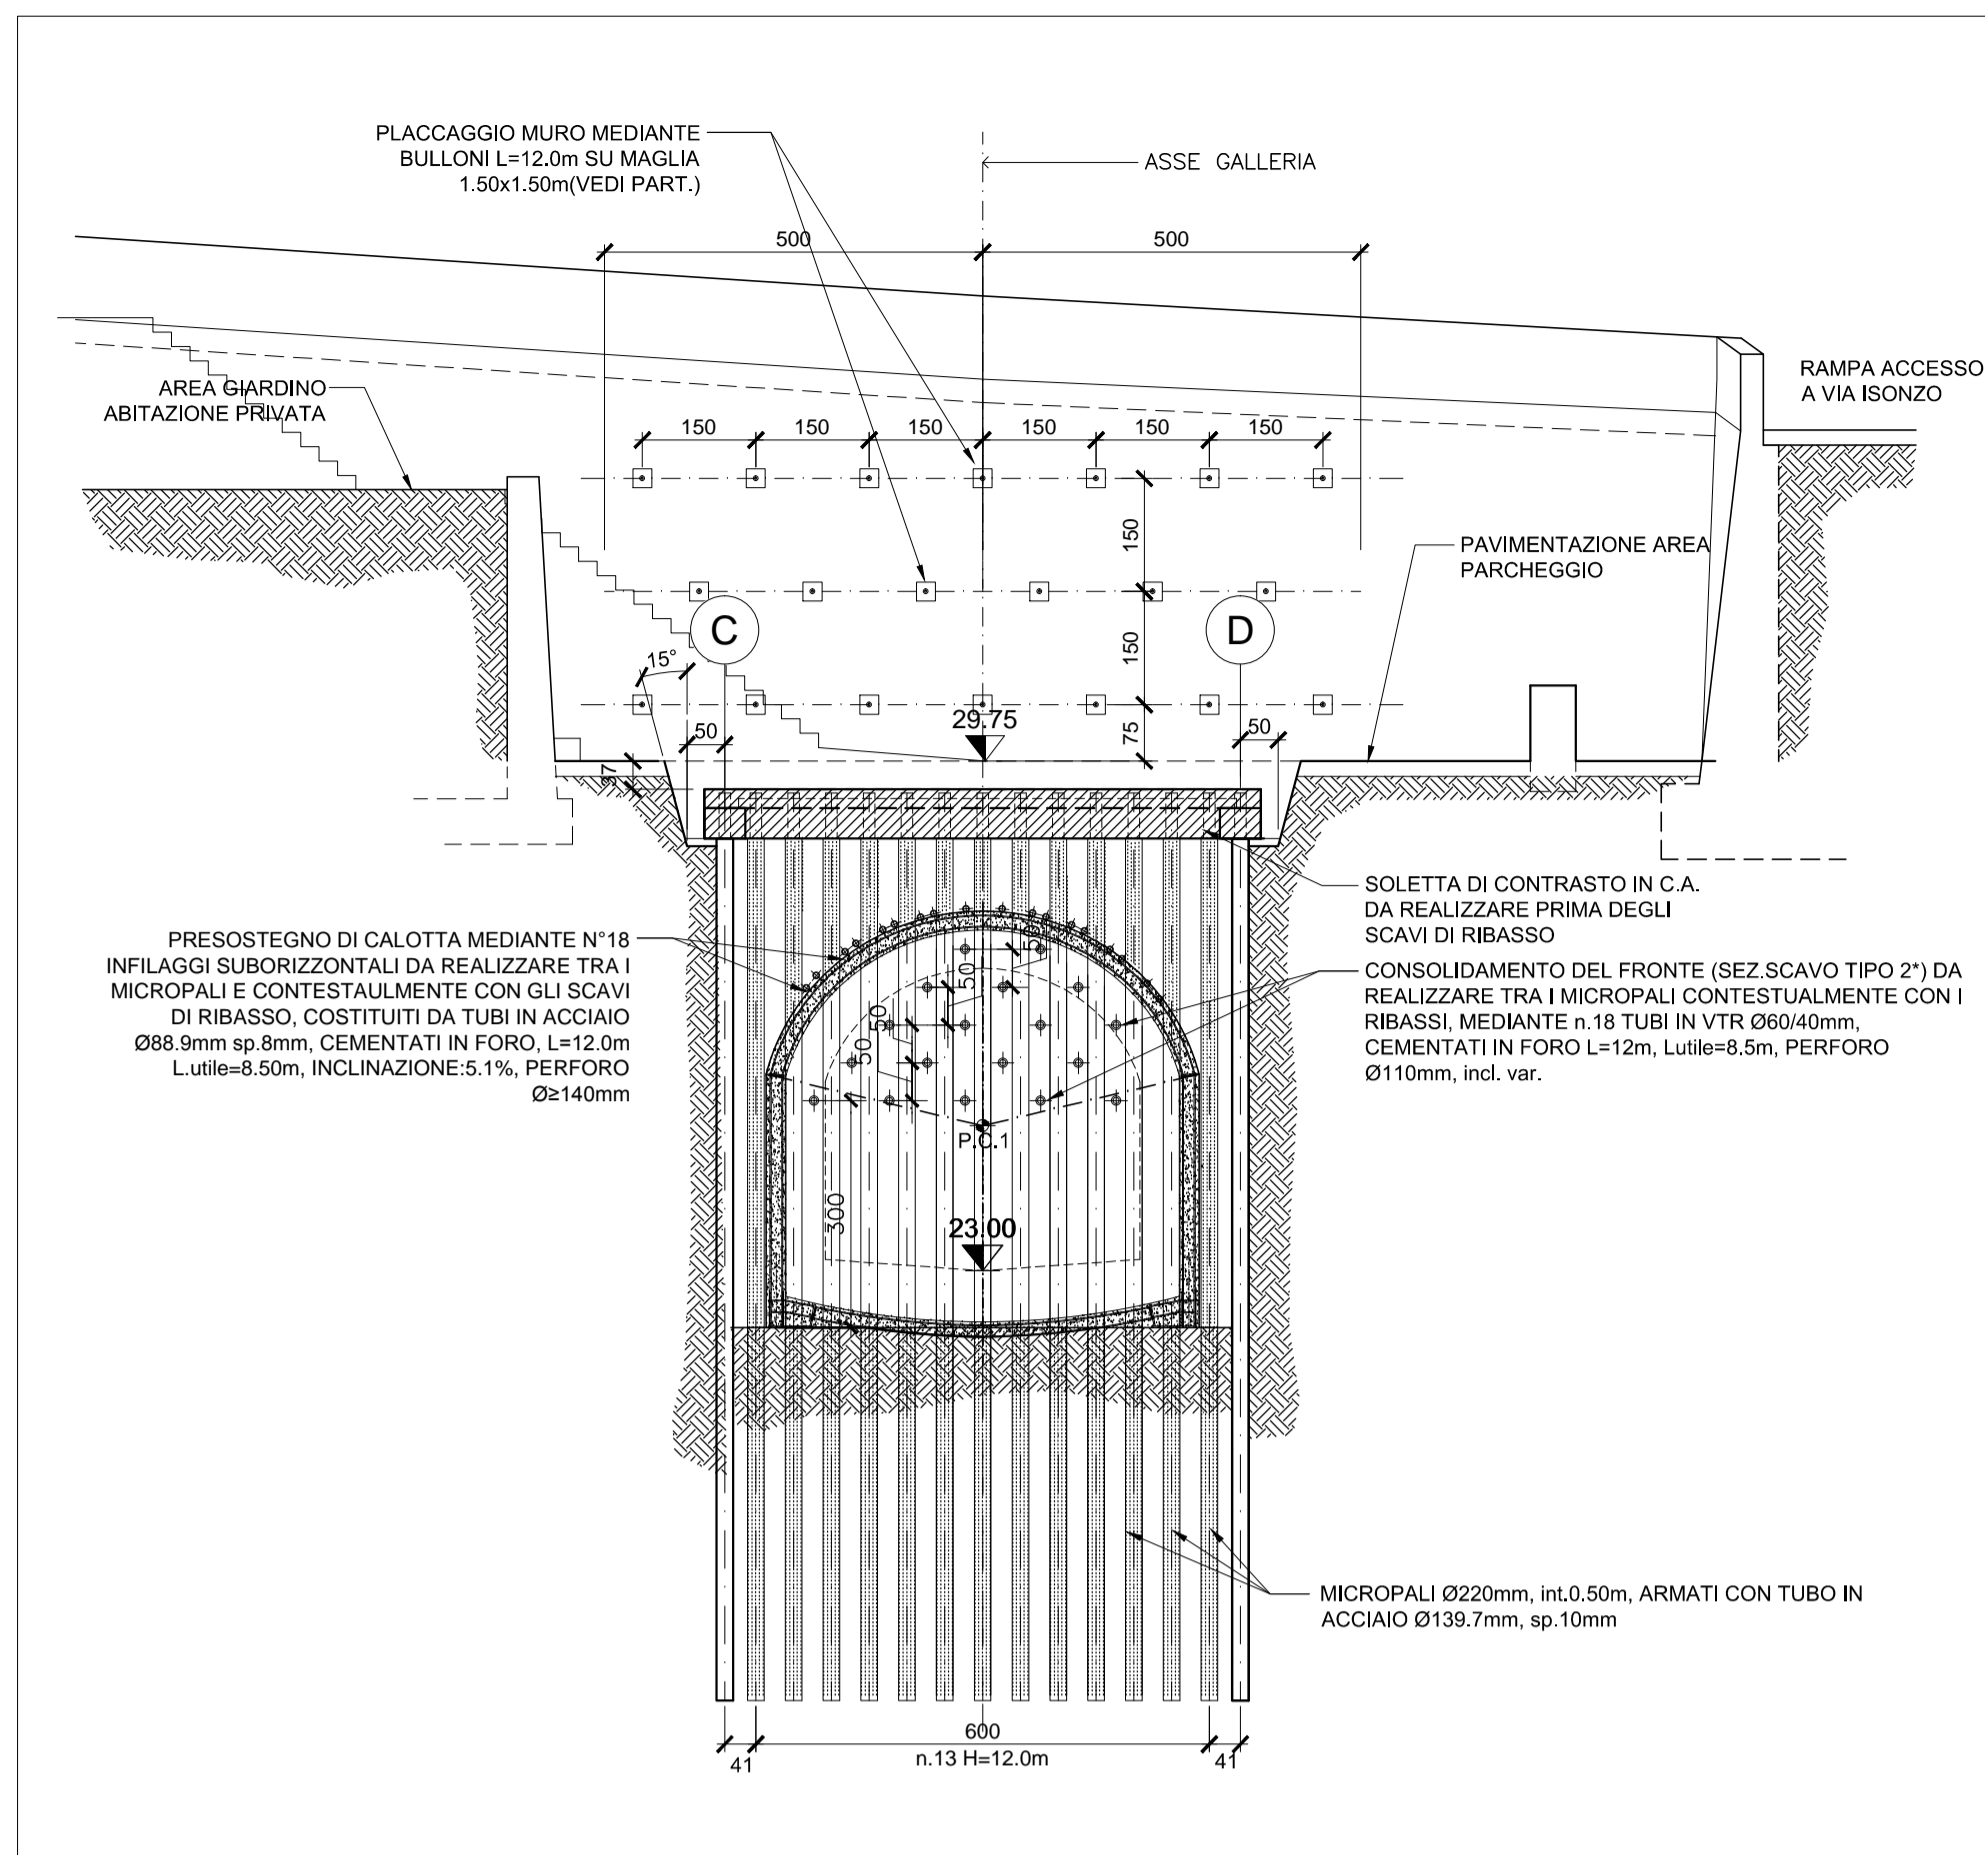 PLACCAGGIO MURO MEDIANTE
BULLONI L=12.0m SU MAGLIA
1.50x1.50m(VEDI PART.)
ASSE GALLERIA
500
500
RAMPA ACCESSO
A VIA ISONZO
AREA GIARDINO
ABITAZIONE PRIVATA
150
150
150
150
150
150
150
PAVIMENTAZIONE AREA
PARCHEGGIO
C
D
150
15°
29.75
50
75
50
37
SOLETTA DI CONTRASTO IN C.A.
DA REALIZZARE PRIMA DEGLI
SCAVI DI RIBASSO
PRESOSTEGNO DI CALOTTA MEDIANTE N°18
INFILAGGI SUBORIZZONTALI DA REALIZZARE TRA I
MICROPALI E CONTESTAULMENTE CON GLI SCAVI
DI RIBASSO, COSTITUITI DA TUBI IN ACCIAIO
Ø88.9mm sp.8mm, CEMENTATI IN FORO, L=12.0m
L.utile=8.50m, INCLINAZIONE:5.1%, PERFORO
Ø≥140mm
CONSOLIDAMENTO DEL FRONTE (SEZ.SCAVO TIPO 2*) DA
REALIZZARE TRA I MICROPALI CONTESTUALMENTE CON I
RIBASSI, MEDIANTE n.18 TUBI IN VTR Ø60/40mm,
CEMENTATI IN FORO L=12m, Lutile=8.5m, PERFORO
Ø110mm, incl. var.
50
50
50
50
P.C.1
300
23.00
MICROPALI Ø220mm, int.0.50m, ARMATI CON TUBO IN
ACCIAIO Ø139.7mm, sp.10mm
600
41
n.13 H=12.0m
41